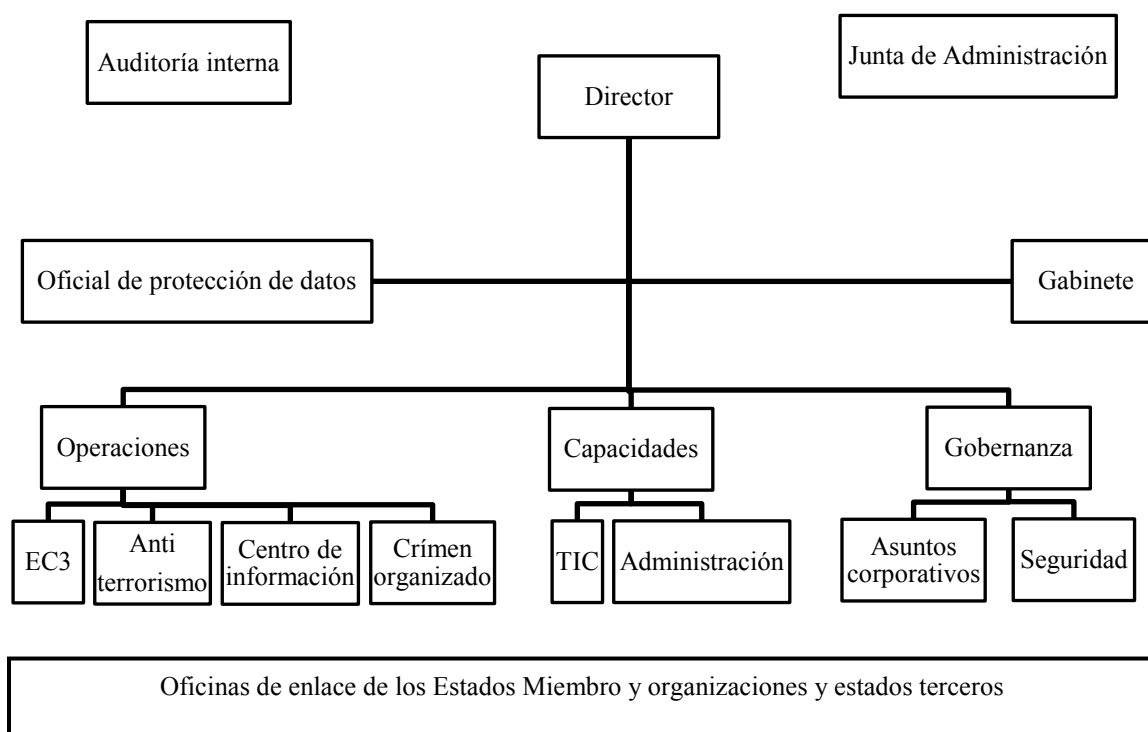 Auditoría interna
Junta de Administración
Director
Oficial de protección de datos
Gabinete
Operaciones
Capacidades
Gobernanza
EC3
Anti
terrorismo
Centro de
información
Crímen
organizado
TIC
Administración
Asuntos
corporativos
Seguridad
Oficinas de enlace de los Estados Miembro y organizaciones y estados terceros